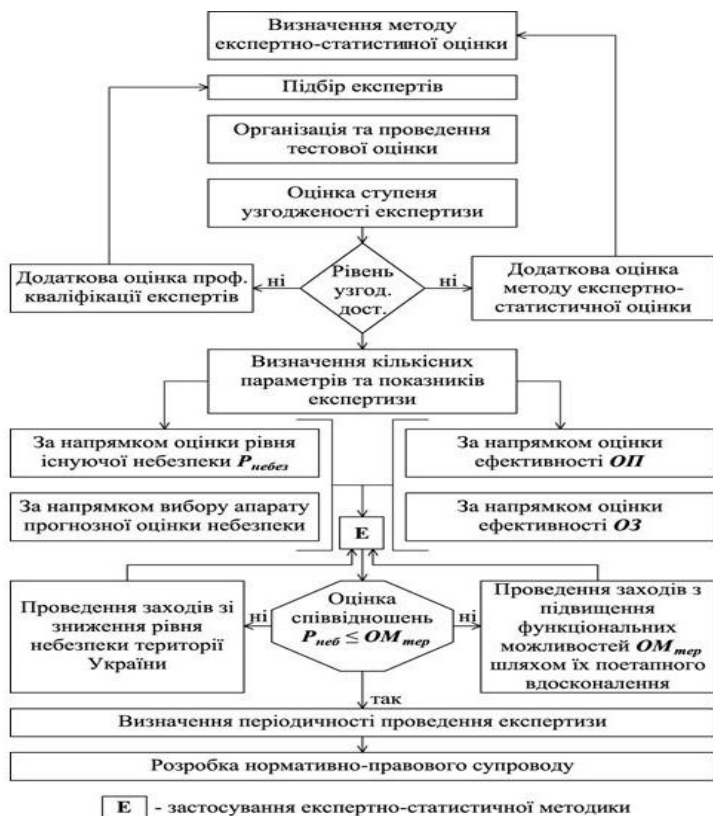 Визначення методу
експертно-статистіної оцінки
Підбір експертів
Організація та проведення
тестової оцінки
Оцінка ступеня
узгодженості експертизи
Додаткова оцінка проф.
кваліфікації експертів
ні
Рівень
узгод.
дост.
ні
Додаткова оцінка
методу експертно-
статистичної оцінки
Визначення кількісних
параметрів та показників
експертизи
За напрямком оцінки рівня
існуючої небезпеки Pнебез
За напрямком оцінки
ефективності ОП
За напрямком вибору апарату
прогнозної оцінки небезпеки
За напрямком оцінки
ефективності ОЗ
Е
Проведення заходів зі
зниження рівня
небезпеки території
України
ні
Оцінка
співвідношень
Pнеб ≤ ОМтер
ні
Проведення заходів з
підвищення
функціональних
можливостей ОМтер
шляхом їх поетапного
вдосконалення
так
Визначення періодичності проведення експертизи
Розробка нормативно-правового супроводу
Е - застосування експертно-статистичної методики